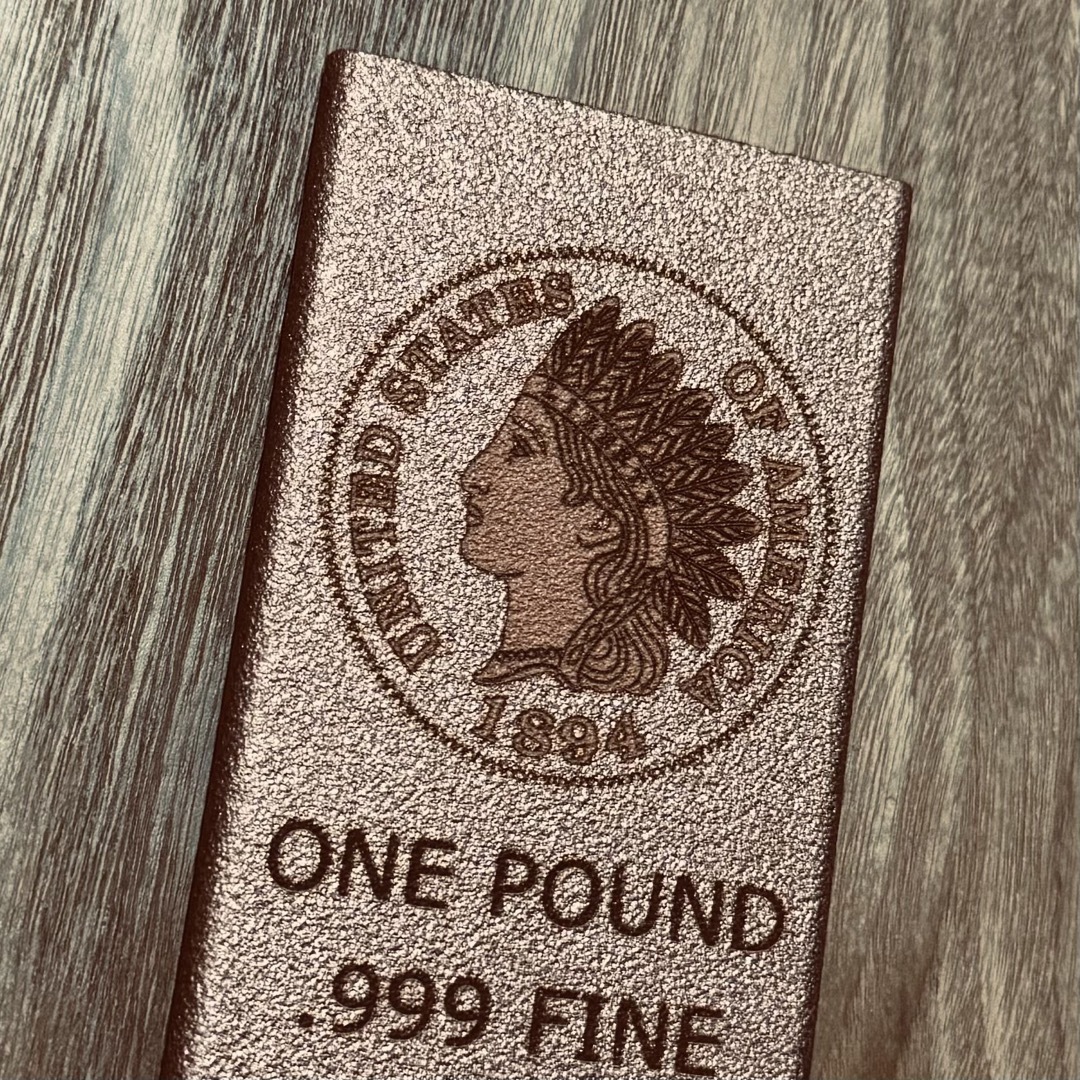 UNITED STATES OF AMERICA
1894
ONE POUND
.999 FINE